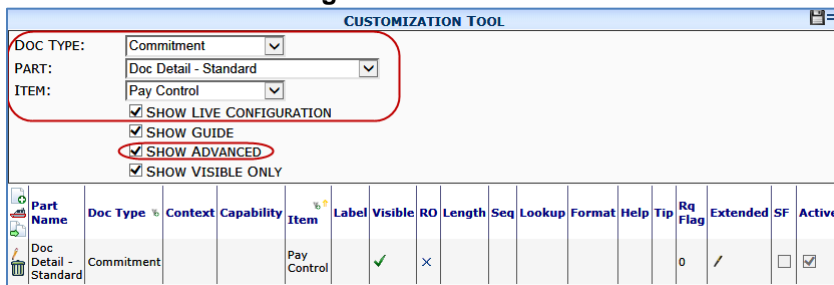 CUSTOMIZATION TOOL
DOC TYPE: Commitment
PART: Doc Detail - Standard
ITEM: Pay Control
SHOW LIVE CONFIGURATION
SHOW GUIDE
SHOW ADVANCED
SHOW VISIBLE ONLY
Part Name Doc Type Context Capability Item Label Visible RO Length Seq Lookup Format Help Tip Rq Flag Extended SF Active
Doc Detail - Standard Commitment Pay Control 0